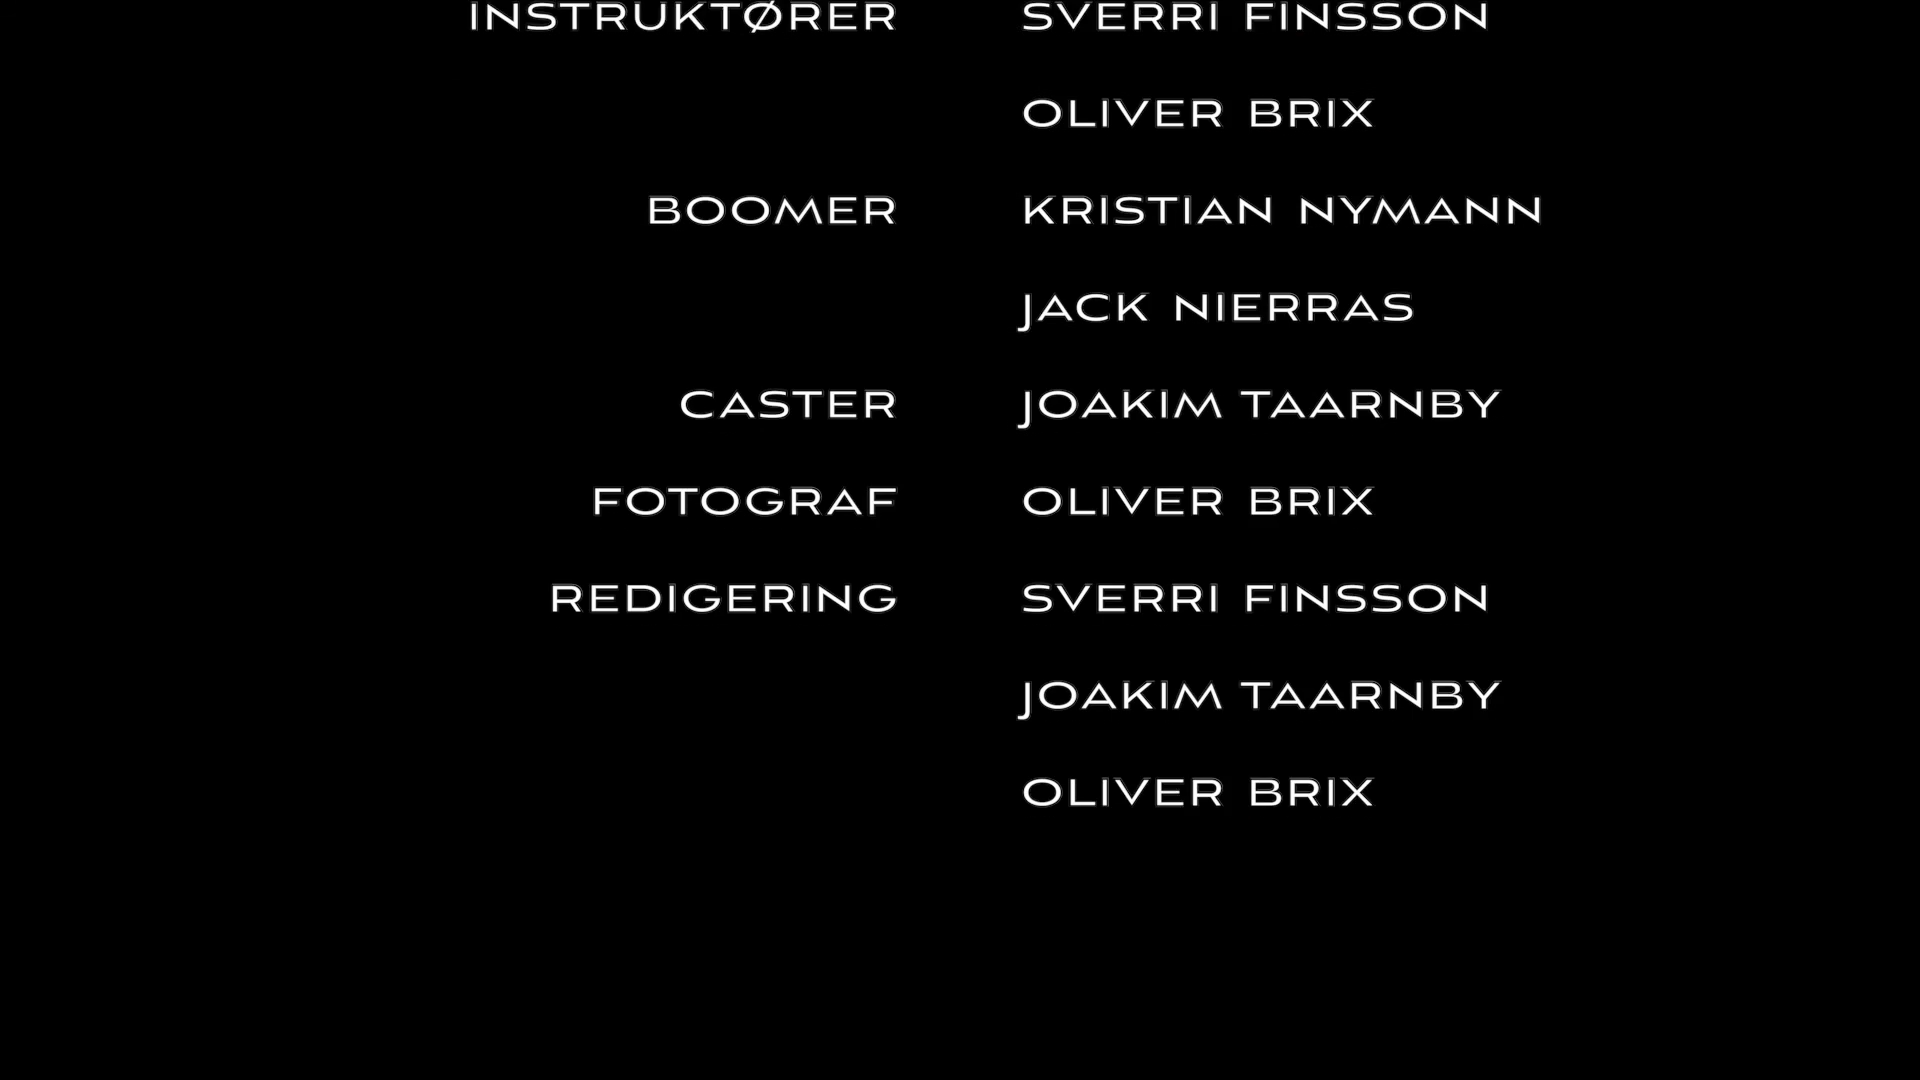 INSTRUKTØRER SVERRI FINSSON
OLIVER BRIX
BOOMER KRISTIAN NYMANN
JACK NIERRAS
CASTER JOAKIM TAARNBY
FOTOGRAF OLIVER BRIX
REDIGERING SVERRI FINSSON
JOAKIM TAARNBY
OLIVER BRIX